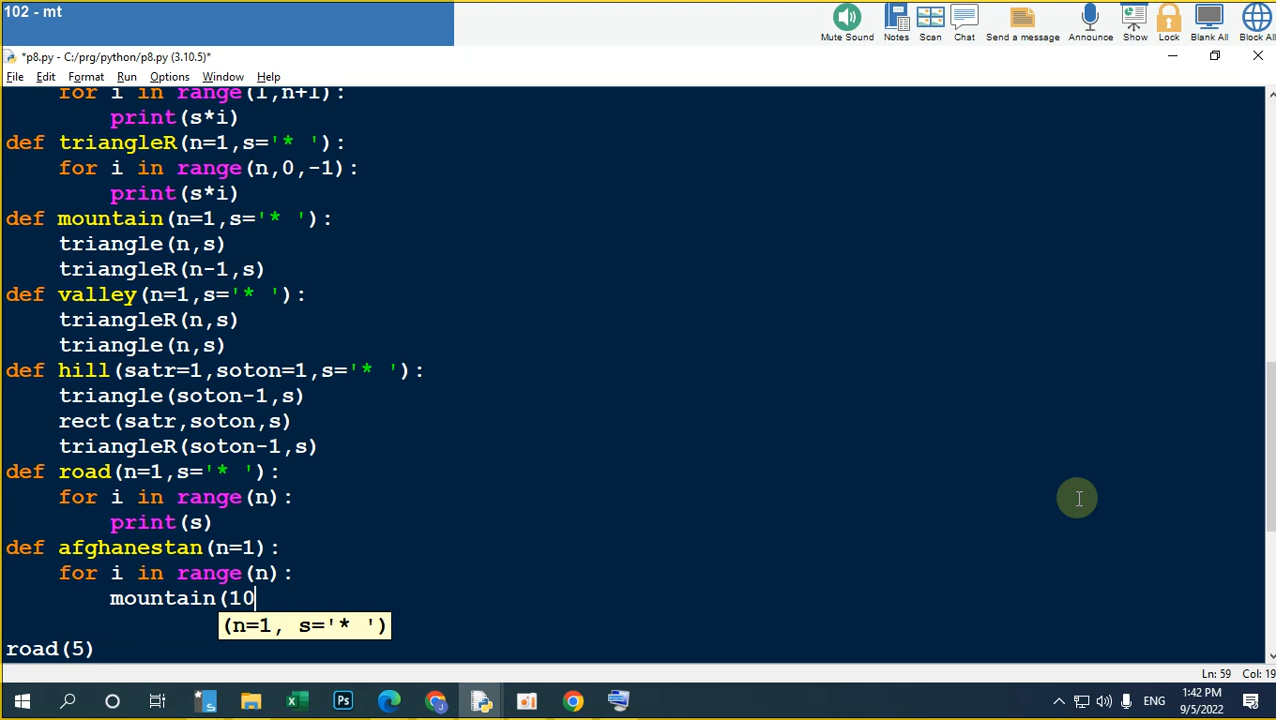 102 - mt
Mute Sound
Notes
Scan
Chat
Send a message
Announce
Show
Lock
Blank All
Block All
*p8.py - C:/prg/python/p8.py (3.10.5)*
File Edit Format Run Options Window Help
for i in range(1,n+1):
print(s*i)
def triangleR(n=1,s='* '):
for i in range(n,0,-1):
print(s*i)
def mountain(n=1,s='* '):
triangle(n,s)
triangleR(n-1,s)
def valley(n=1,s='* '):
triangleR(n,s)
triangle(n,s)
def hill(satr=1,soton=1,s='* '):
triangle(soton-1,s)
rect(satr,soton,s)
triangleR(soton-1,s)
def road(n=1,s='* '):
for i in range(n):
print(s)
def afghanestan(n=1):
for i in range(n):
mountain(10
(n=1, s='* ')
road(5)
Ln: 59 Col: 19
ENG
1:42 PM
9/5/2022